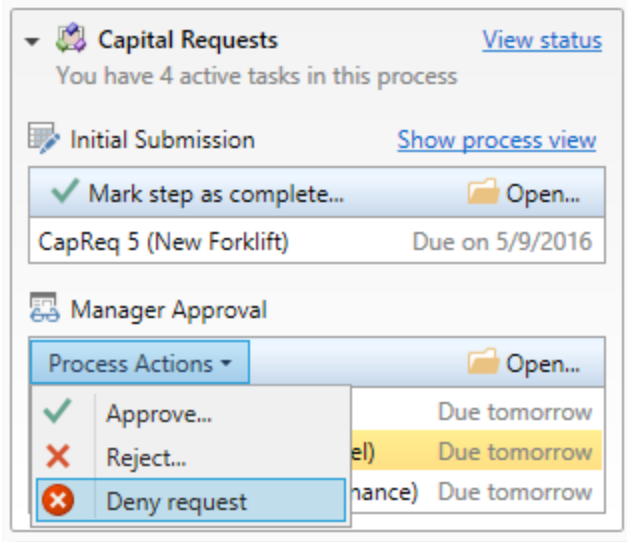 Capital Requests View status
You have 4 active tasks in this process
Initial Submission Show process view
Mark step as complete... Open...
CapReq 5 (New Forklift) Due on 5/9/2016
Manager Approval
Process Actions Open...
Approve... Due tomorrow
Reject... el) Due tomorrow
Deny request nance) Due tomorrow